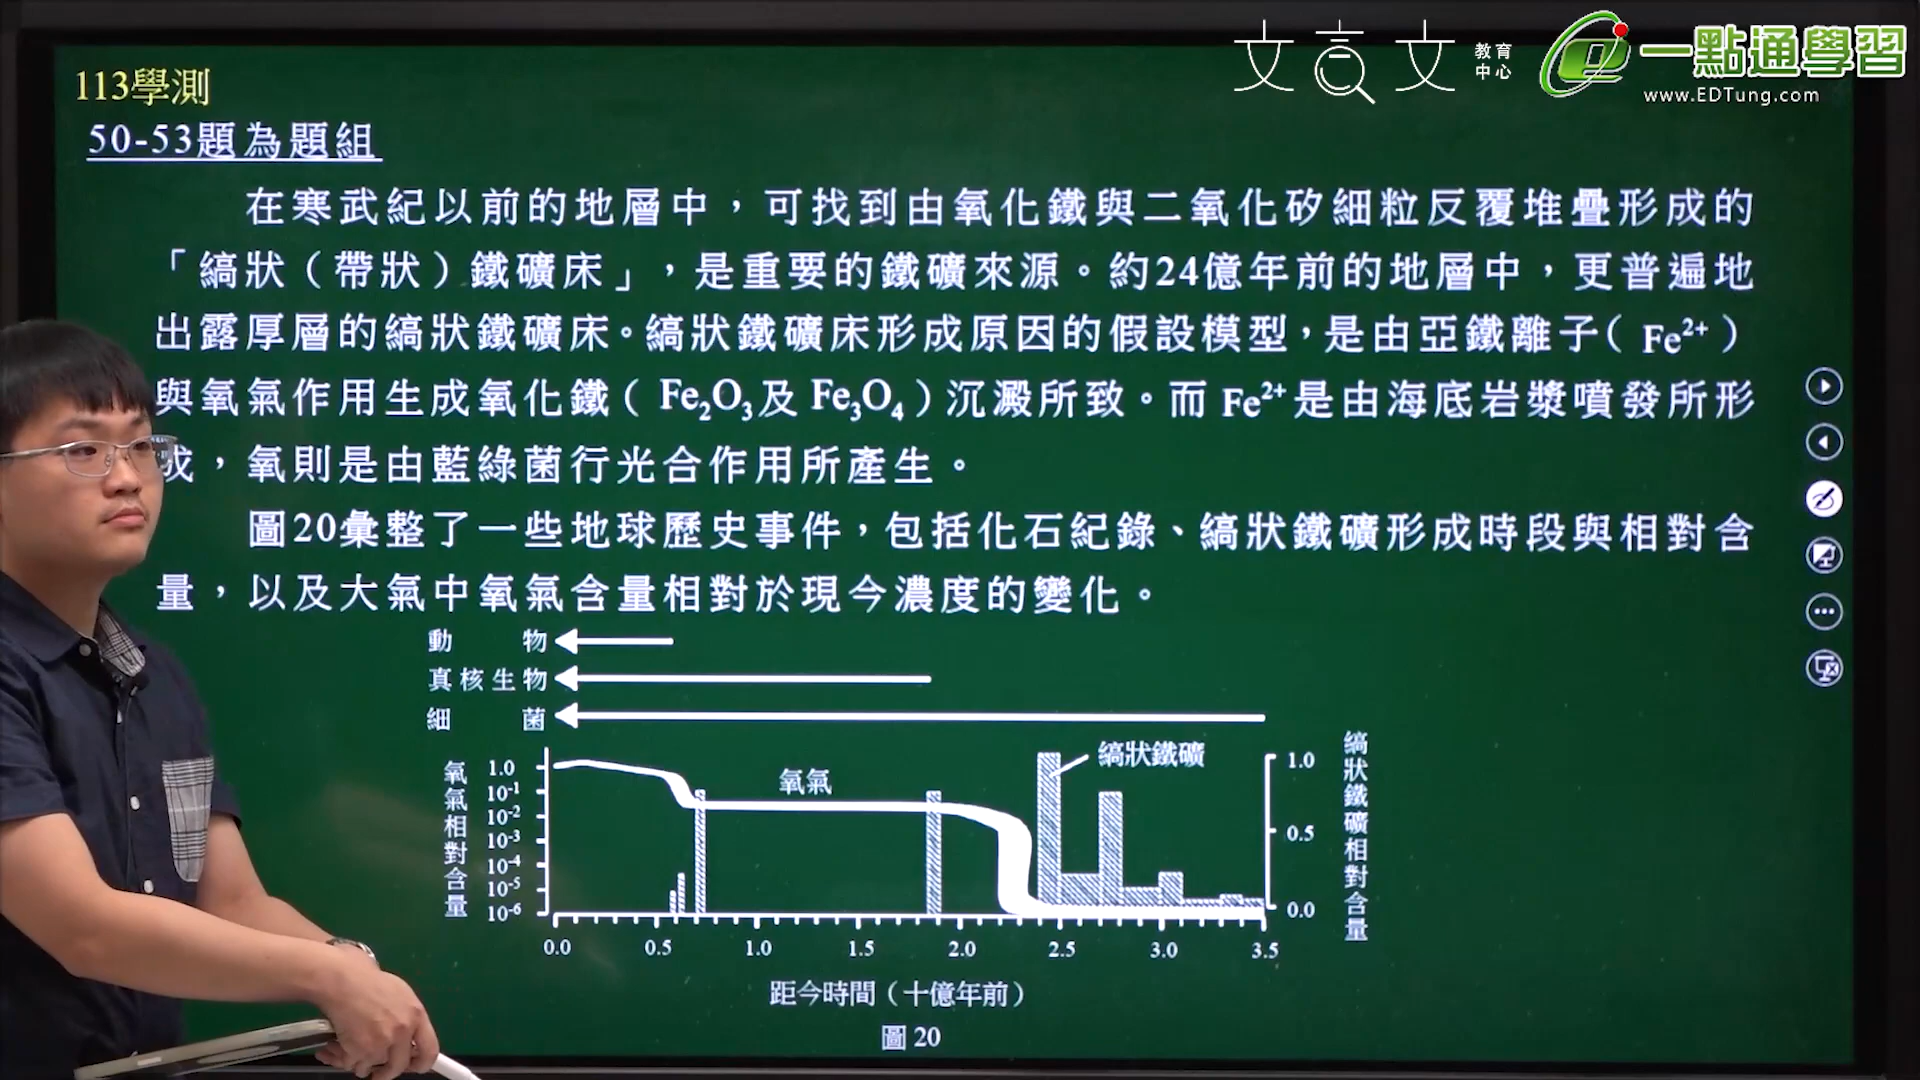 文言文 教育中心
一點通學習
www.EDTung.com
113學測
50-53題為題組
在寒武紀以前的地層中，可找到由氧化鐵與二氧化矽細粒反覆堆疊形成的
「縞狀（帶狀）鐵礦床」，是重要的鐵礦來源。約24億年前的地層中，更普遍地
出露厚層的縞狀鐵礦床。縞狀鐵礦床形成原因的假設模型，是由亞鐵離子（Fe²⁺）
與氧氣作用生成氧化鐵（Fe₂O₃及Fe₃O₄）沉澱所致。而Fe²⁺是由海底岩漿噴發所形
成，氧則是由藍綠菌行光合作用所產生。
圖20彙整了一些地球歷史事件，包括化石紀錄、縞狀鐵礦形成時段與相對含
量，以及大氣中氧氣含量相對於現今濃度的變化。
動物
真核生物
細菌
氧氣相對含量
1.0
10⁻¹
10⁻²
10⁻³
10⁻⁴
10⁻⁵
10⁻⁶
氧氣
縞狀鐵礦
1.0
0.5
0.0
縞狀鐵礦相對含量
0.0 0.5 1.0 1.5 2.0 2.5 3.0 3.5
距今時間（十億年前）
圖 20